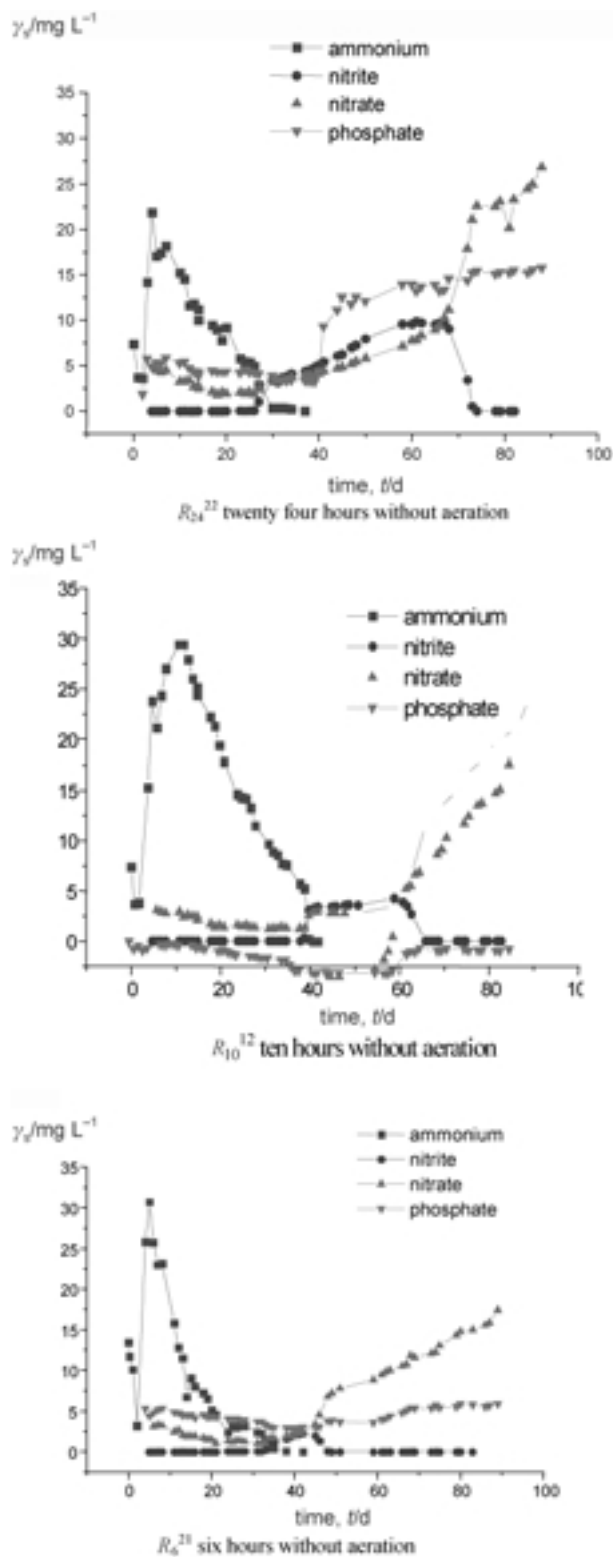 γs/mg L⁻¹
ammonium
nitrite
nitrate
phosphate
35
30
25
20
15
10
5
0
0 20 40 60 80 100
time, t/d
R₂₄²² twenty four hours without aeration
γs/mg L⁻¹
35
ammonium
nitrite
nitrate
phosphate
30
25
20
15
10
5
0
0 20 40 60 80 10
time, t/d
R₁₀¹² ten hours without aeration
γs/mg L⁻¹
ammonium
nitrite
nitrate
phosphate
35
30
25
20
15
10
5
0
0 20 40 60 80 100
time, t/d
R₆²¹ six hours without aeration